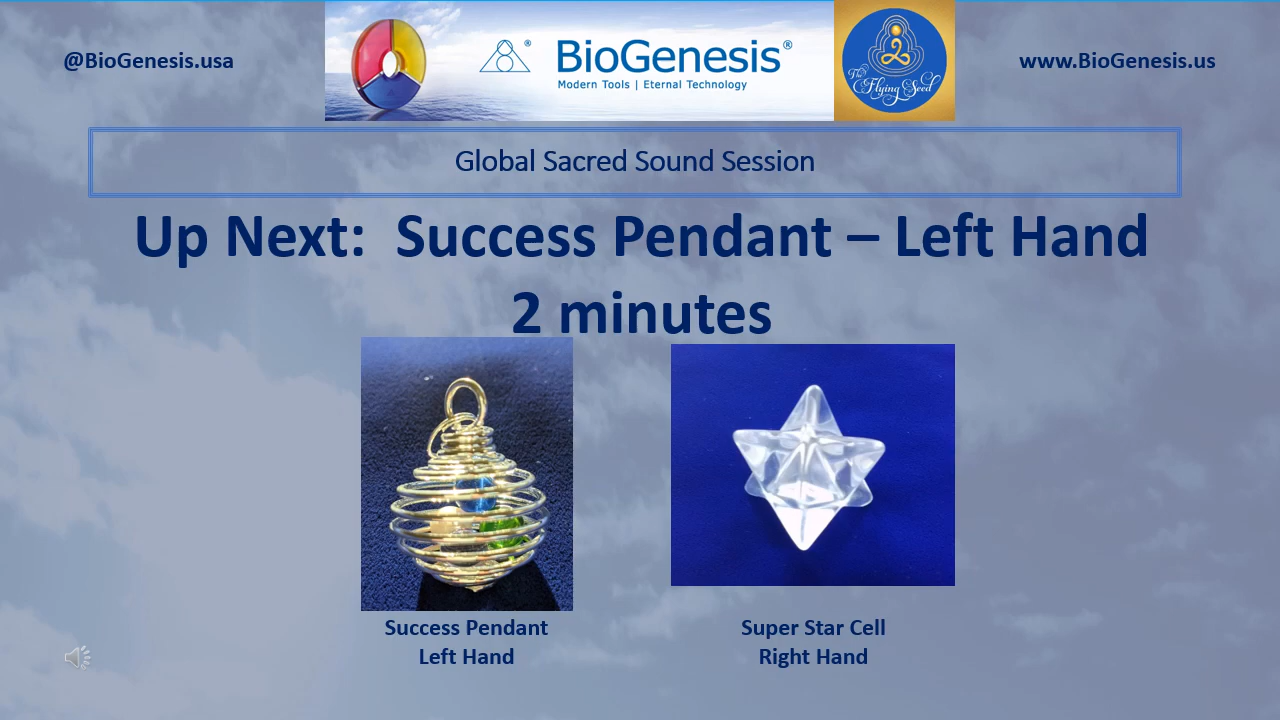 @BioGenesis.usa
BioGenesis®
Modern Tools | Eternal Technology
The Flying Seed
www.BioGenesis.us
Global Sacred Sound Session
Up Next: Success Pendant – Left Hand
2 minutes
Success Pendant
Left Hand
Super Star Cell
Right Hand